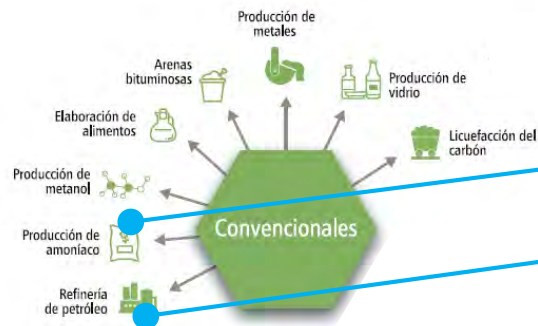 Producción de
metales
Arenas
bituminosas
Producción de
vidrio
Elaboración de
alimentos
Licuefacción del
carbón
Producción de
metanol
Convencionales
Producción de
amoníaco
Refinería
de petróleo